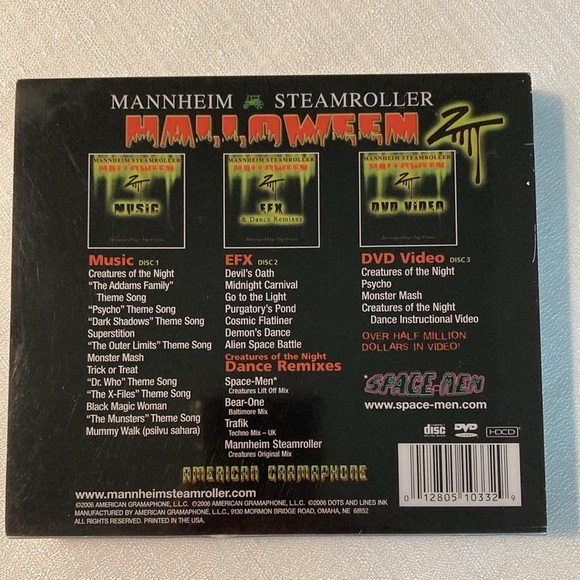 MANNHEIM STEAMROLLER
HALLOWEEN 2
MANNHEIM STEAMROLLER
HALLOWEEN
2
MUSIC
MANNHEIM STEAMROLLER
HALLOWEEN
2
EFX
& Dance Remixes
MANNHEIM STEAMROLLER
HALLOWEEN
2
DVD VIDEO
Music DISC 1
Creatures of the Night
"The Addams Family"
Theme Song
"Psycho" Theme Song
"Dark Shadows" Theme Song
Superstition
"The Outer Limits" Theme Song
Monster Mash
Trick or Treat
"Dr. Who" Theme Song
"The X-Files" Theme Song
Black Magic Woman
"The Munsters" Theme Song
Mummy Walk (psilvu sahara)
EFX DISC 2
Devil's Oath
Midnight Carnival
Go to the Light
Purgatory's Pond
Cosmic Flatliner
Demon's Dance
Alien Space Battle
Creatures of the Night
Dance Remixes
Space-Men*
Creatures Lift Off Mix
Bear-One
Baltimore Mix
Trafik
Techno Mix – UK
Mannheim Steamroller
Creatures Original Mix
DVD Video DISC 3
Creatures of the Night
Psycho
Monster Mash
Creatures of the Night
Dance Instructional Video
OVER HALF MILLION
DOLLARS IN VIDEO!
*SPACE-MEN
www.space-men.com
disc
DVD
HDCD
AMERICAN GRAMAPHONE
www.mannheimsteamroller.com
©2006 AMERICAN GRAMAPHONE, L.L.C. ℗2006 AMERICAN GRAMAPHONE, L.L.C. ©2006 DOTS AND LINES INK
MANUFACTURED BY AMERICAN GRAMAPHONE, L.L.C., 9130 MORMON BRIDGE ROAD, OMAHA, NE 68152
ALL RIGHTS RESERVED. PRINTED IN THE USA.
0 12805 10332 9